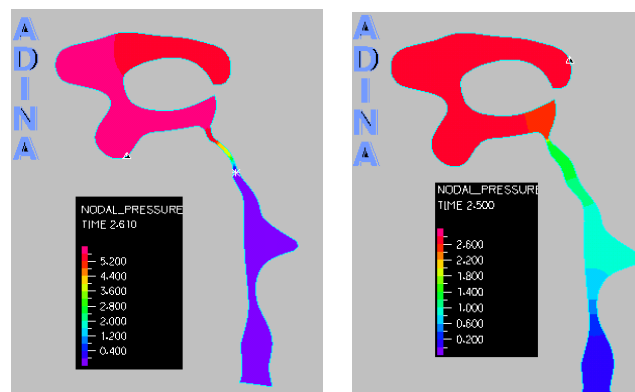 ADINA
NODAL_PRESSURE
TIME 2.610
5.200
4.400
3.600
2.800
2.000
1.200
0.400
ADINA
NODAL_PRESSURE
TIME 2.500
2.600
2.200
1.800
1.400
1.000
0.600
0.200